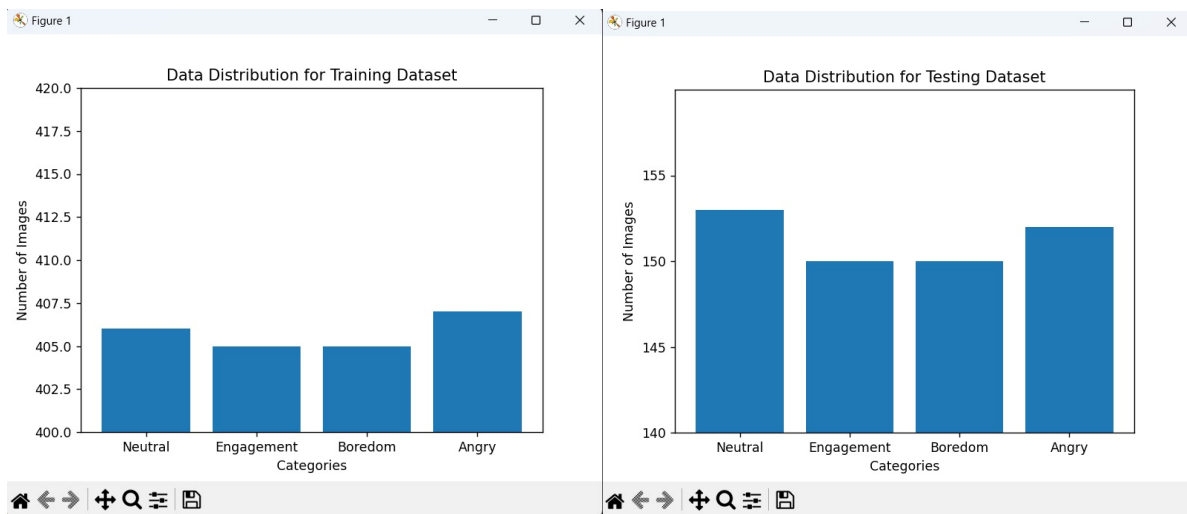 Figure 1
Data Distribution for Training Dataset
420.0
417.5
415.0
412.5
410.0
407.5
405.0
402.5
400.0
Number of Images
Neutral Engagement Boredom Angry
Categories
Figure 1
Data Distribution for Testing Dataset
155
150
145
140
Number of Images
Neutral Engagement Boredom Angry
Categories